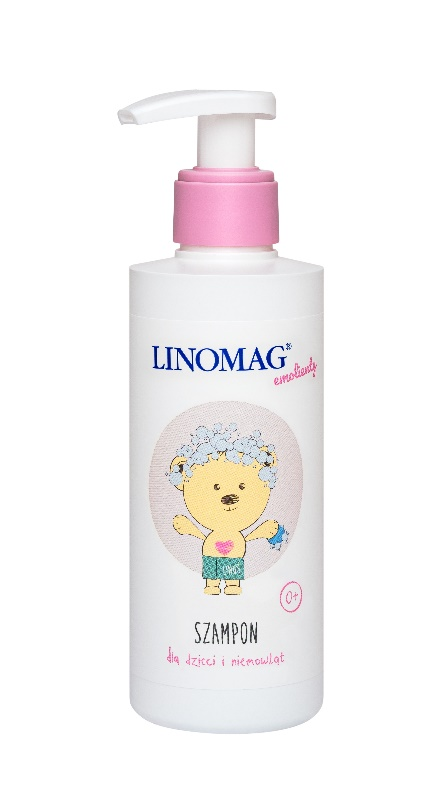 LINOMAG®
emolienty
0+
SZAMPON
dla dzieci i niemowląt